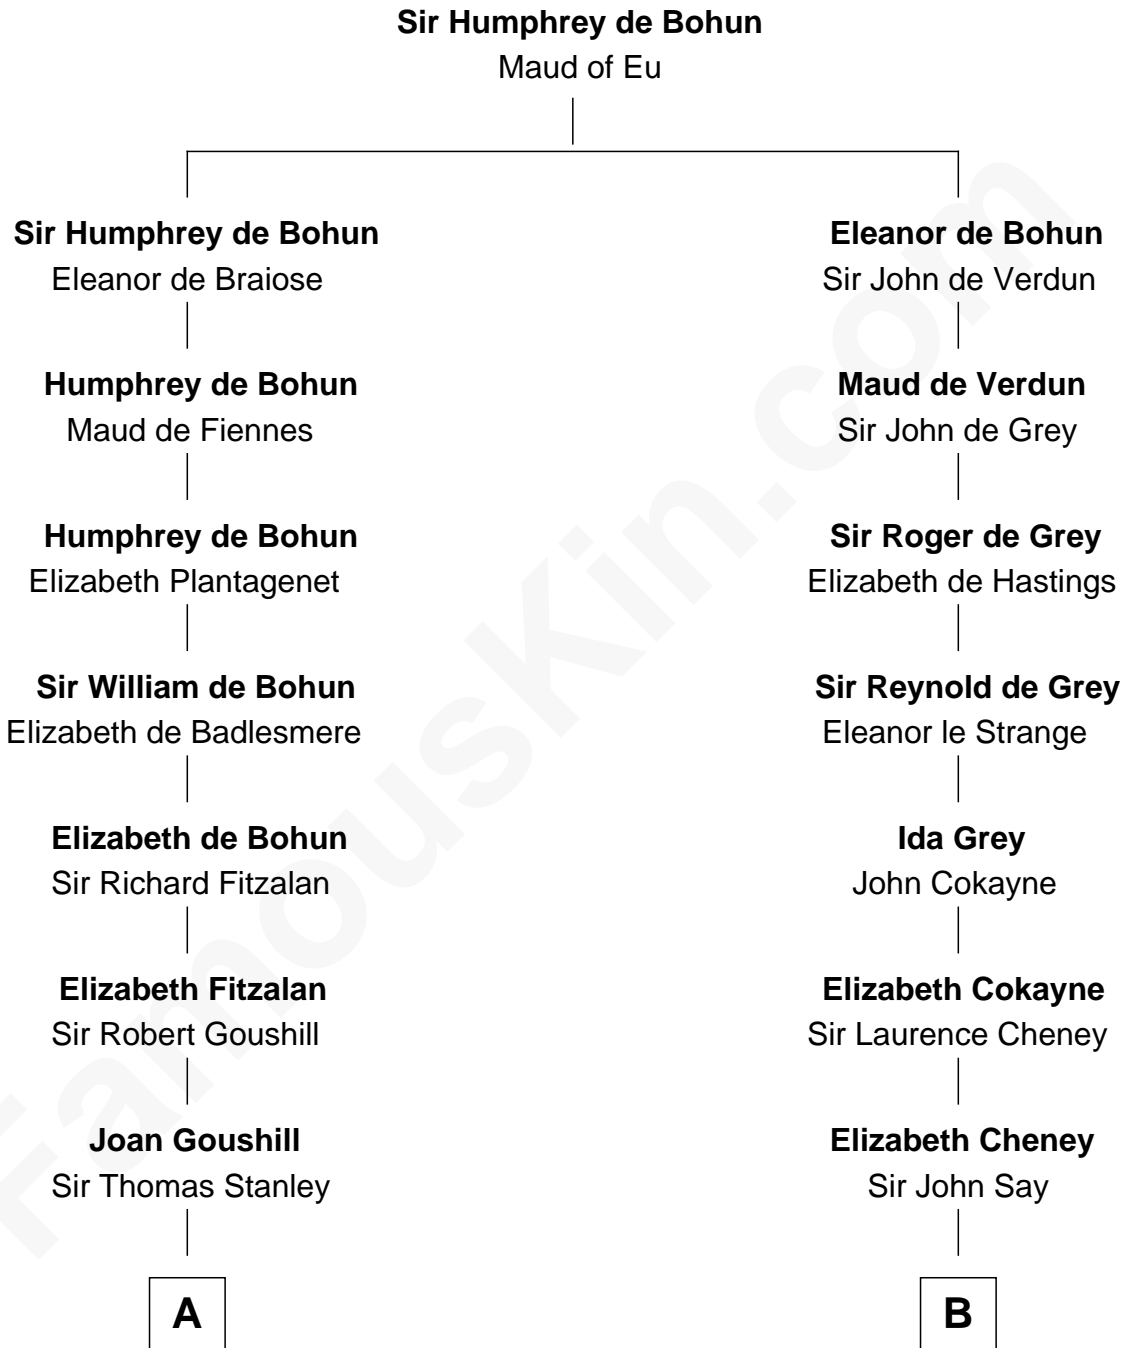 Sir Humphrey de Bohun
Maud of Eu
Sir Humphrey de Bohun
Eleanor de Braiose
Eleanor de Bohun
Sir John de Verdun
Humphrey de Bohun
Maud de Fiennes
Maud de Verdun
Sir John de Grey
Humphrey de Bohun
Elizabeth Plantagenet
Sir Roger de Grey
Elizabeth de Hastings
Sir William de Bohun
Elizabeth de Badlesmere
Sir Reynold de Grey
Eleanor le Strange
Elizabeth de Bohun
Sir Richard Fitzalan
Ida Grey
John Cokayne
Elizabeth Fitzalan
Sir Robert Goushill
Elizabeth Cokayne
Sir Laurence Cheney
Joan Goushill
Sir Thomas Stanley
Elizabeth Cheney
Sir John Say
A
B
FamousKin.com